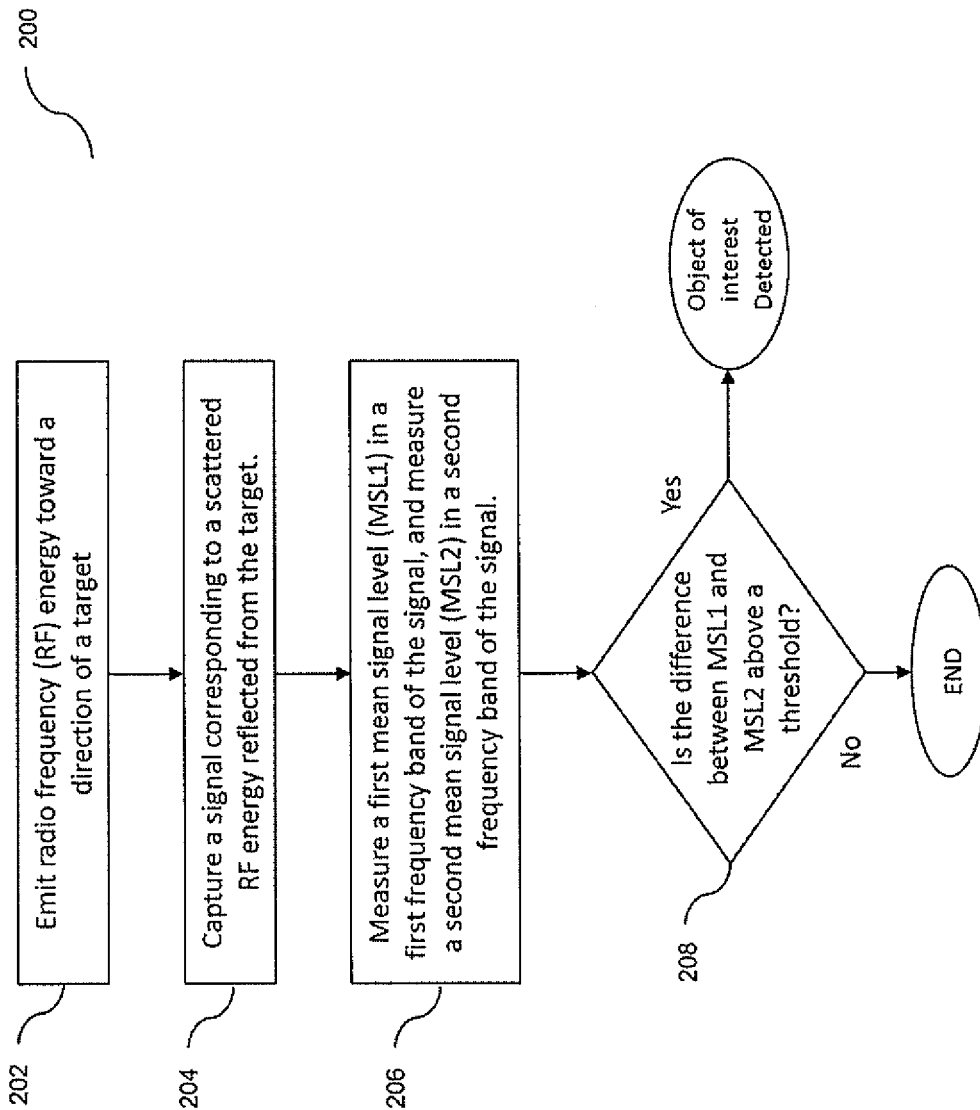 200
202
Emit radio frequency (RF) energy toward a
direction of a target
204
Capture a signal corresponding to a scattered
RF energy reflected from the target.
206
Measure a first mean signal level (MSL1) in a
first frequency band of the signal, and measure
a second mean signal level (MSL2) in a second
frequency band of the signal.
208
Is the difference
between MSL1 and
MSL2 above a
threshold?
Yes
Object of
interest
Detected
No
END